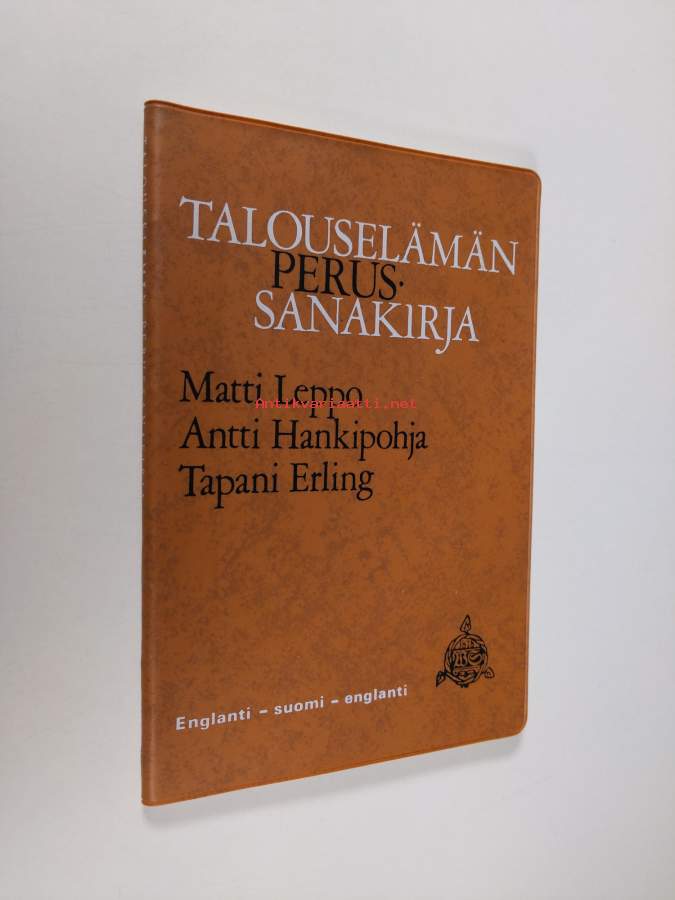 TALOUSELÄMÄN
PERUS-
SANAKIRJA
Matti Leppo
Antikvariaatti.net
Antti Hankipohja
Tapani Erling
Englanti - suomi - englanti